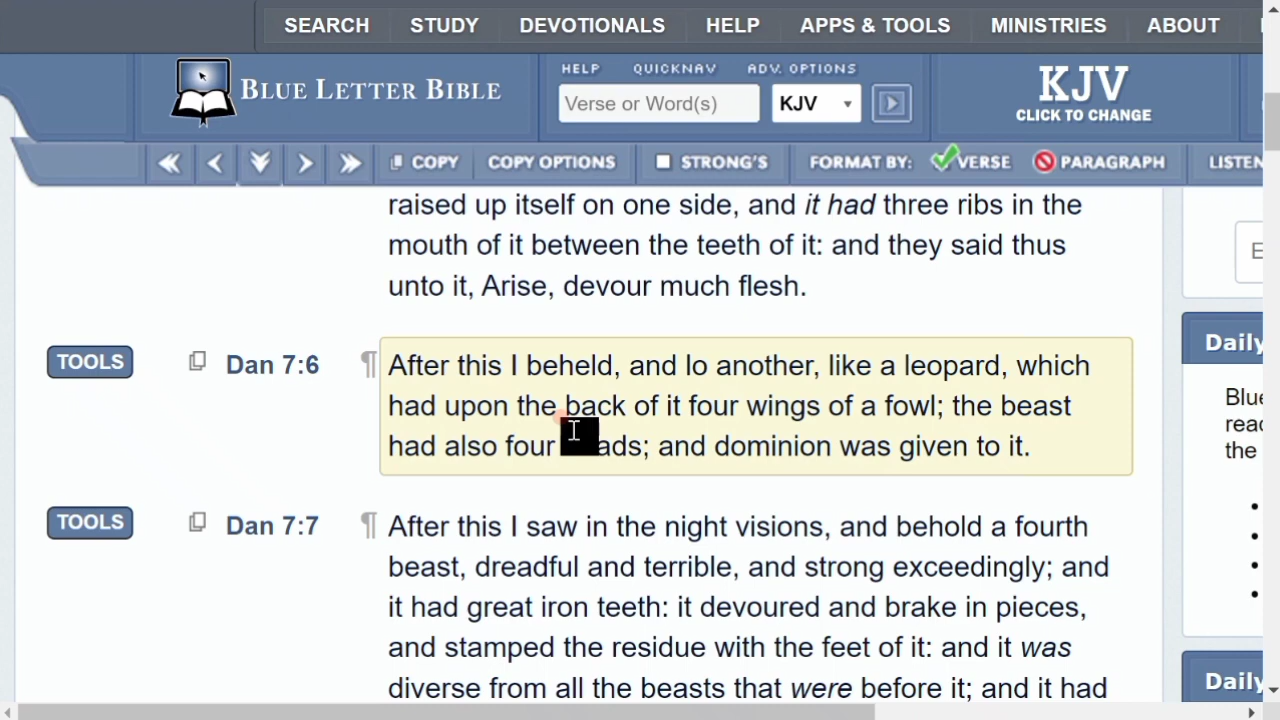 SEARCH STUDY DEVOTIONALS HELP APPS & TOOLS MINISTRIES ABOUT
BLUE LETTER BIBLE
HELP QUICKNAV ADV. OPTIONS
Verse or Word(s) KJV
KJV
CLICK TO CHANGE
COPY COPY OPTIONS STRONG'S FORMAT BY: VERSE PARAGRAPH LISTEN
raised up itself on one side, and it had three ribs in the
mouth of it between the teeth of it: and they said thus
unto it, Arise, devour much flesh.
TOOLS Dan 7:6 ¶ After this I beheld, and lo another, like a leopard, which
had upon the back of it four wings of a fowl; the beast
had also four ads; and dominion was given to it.
TOOLS Dan 7:7 ¶ After this I saw in the night visions, and behold a fourth
beast, dreadful and terrible, and strong exceedingly; and
it had great iron teeth: it devoured and brake in pieces,
and stamped the residue with the feet of it: and it was
diverse from all the beasts that were before it; and it had
Daily
Blue
read
the
Daily